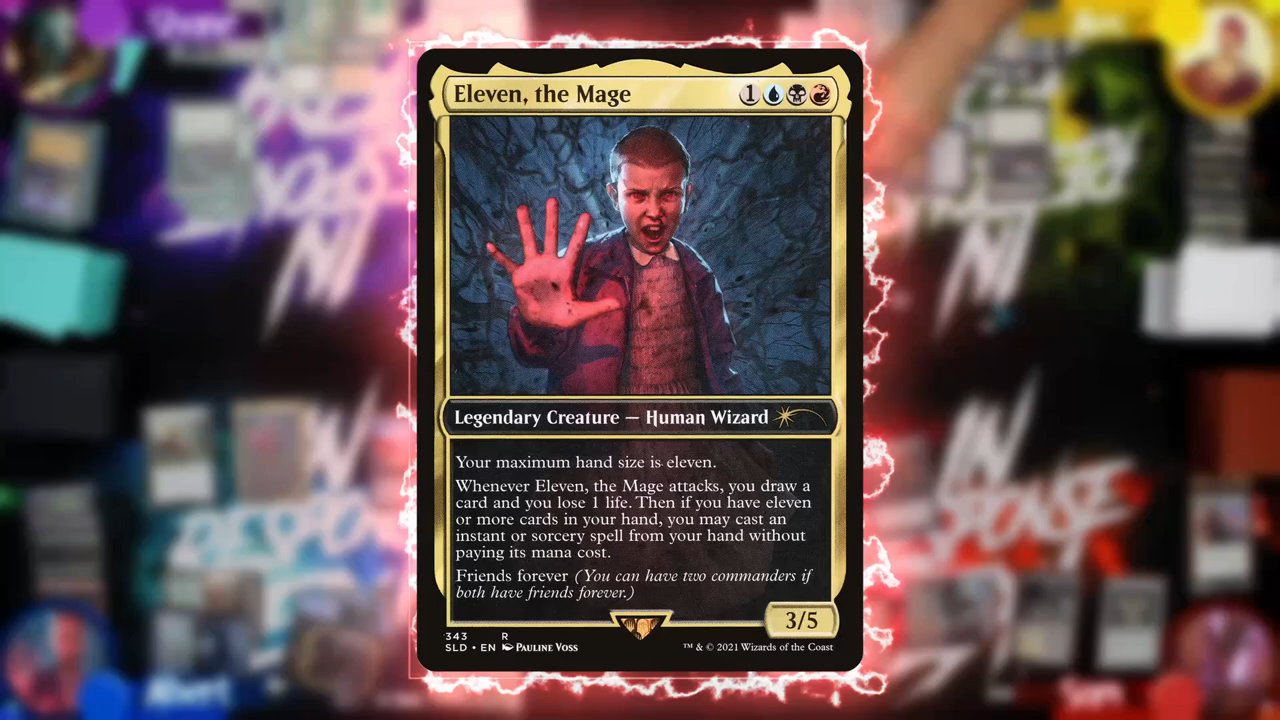 Eleven, the Mage 1
Legendary Creature — Human Wizard
Your maximum hand size is eleven.
Whenever Eleven, the Mage attacks, you draw a
card and you lose 1 life. Then if you have eleven
or more cards in your hand, you may cast an
instant or sorcery spell from your hand without
paying its mana cost.
Friends forever (You can have two commanders if
both have friends forever.)
3/5
343 R
SLD • EN PAULINE VOSS
™ & © 2021 Wizards of the Coast